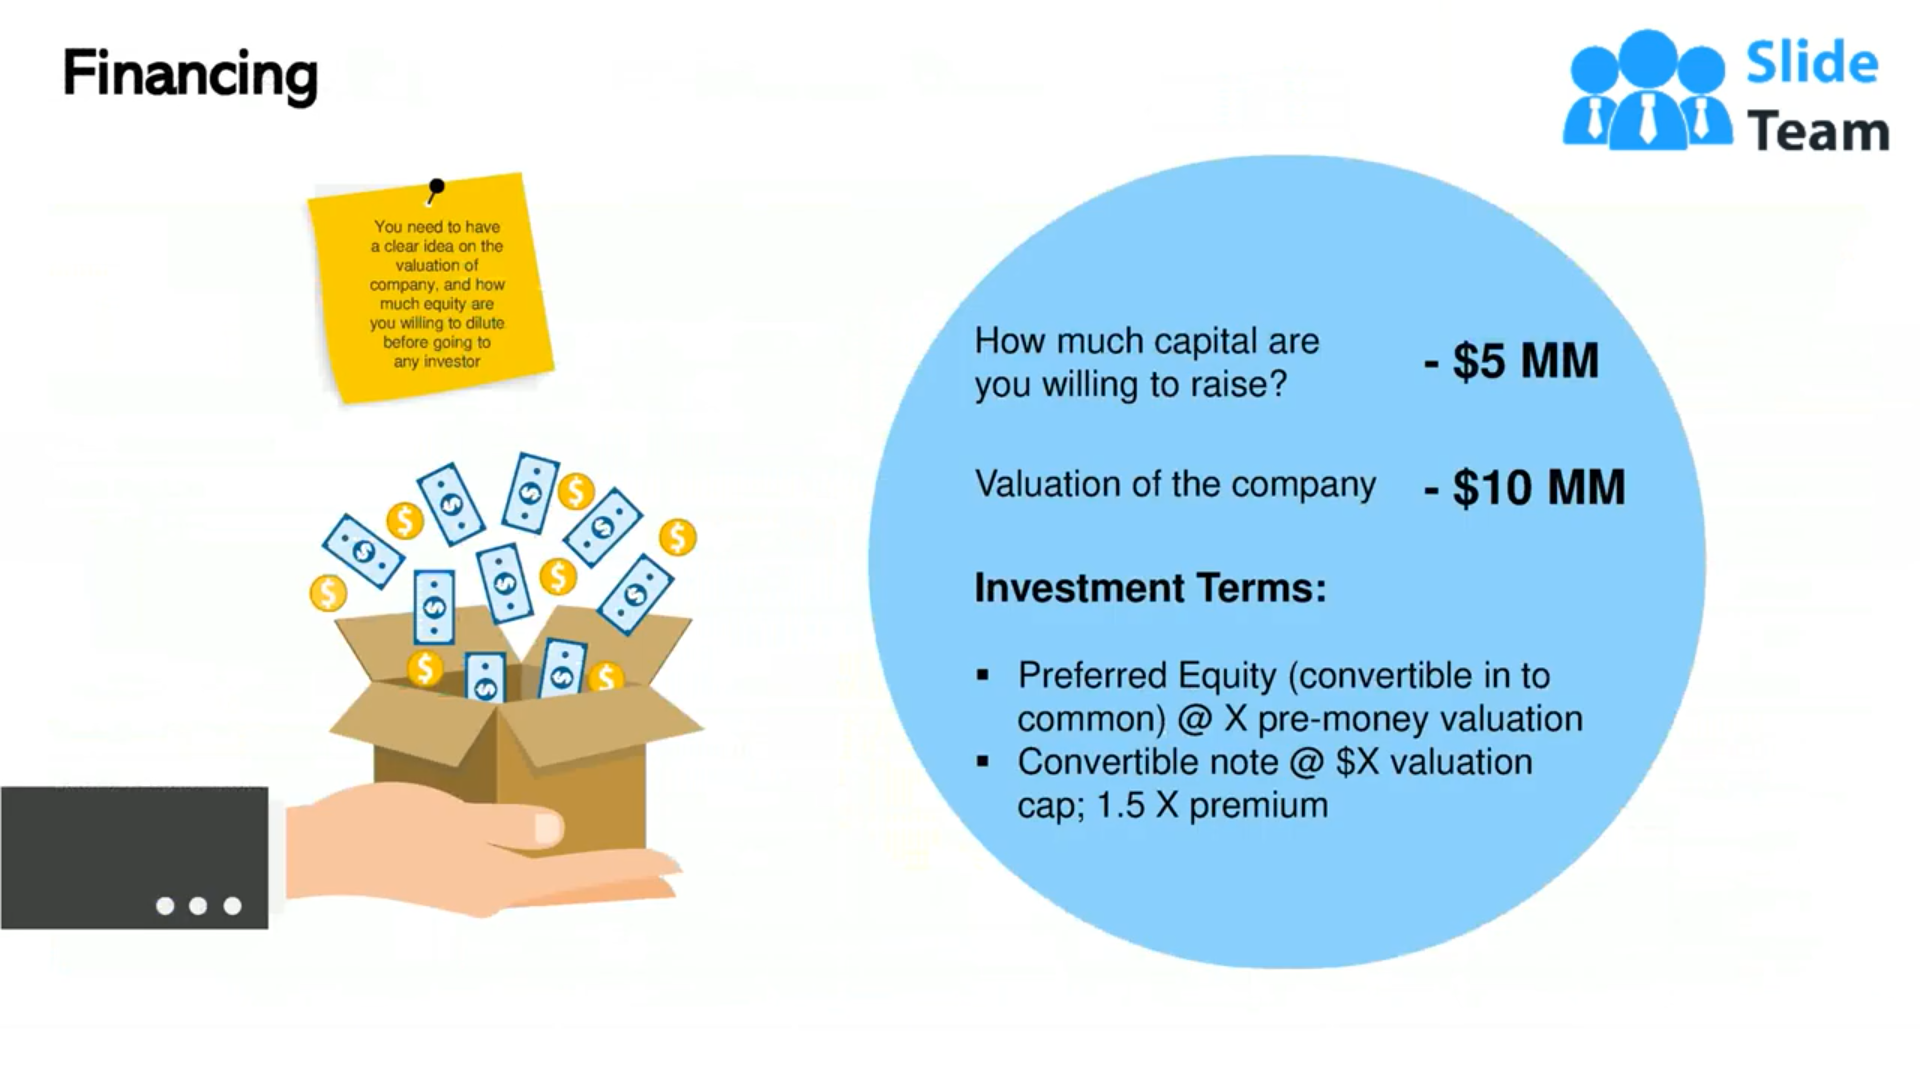 Financing
Slide
Team
You need to have
a clear idea on the
valuation of
company, and how
much equity are
you willing to dilute
before going to
any investor
How much capital are
you willing to raise?
- $5 MM
Valuation of the company
- $10 MM
Investment Terms:
▪ Preferred Equity (convertible in to
common) @ X pre-money valuation
▪ Convertible note @ $X valuation
cap; 1.5 X premium